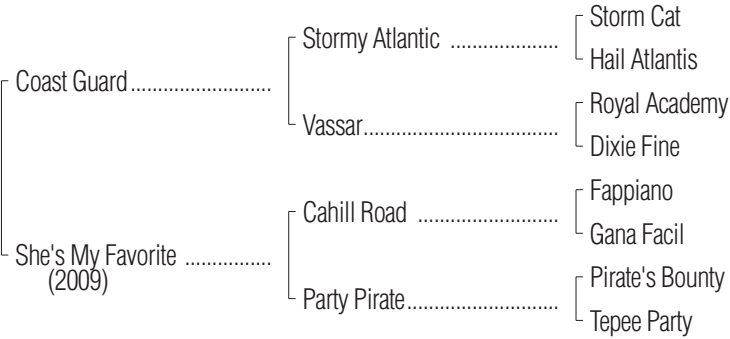 Storm Cat
Stormy Atlantic ....................
Hail Atlantis
Coast Guard..........................
Royal Academy
Vassar.....................................
Dixie Fine
Fappiano
Cahill Road ..........................
Gana Facil
She's My Favorite ................
(2009)
Pirate's Bounty
Party Pirate............................
Tepee Party